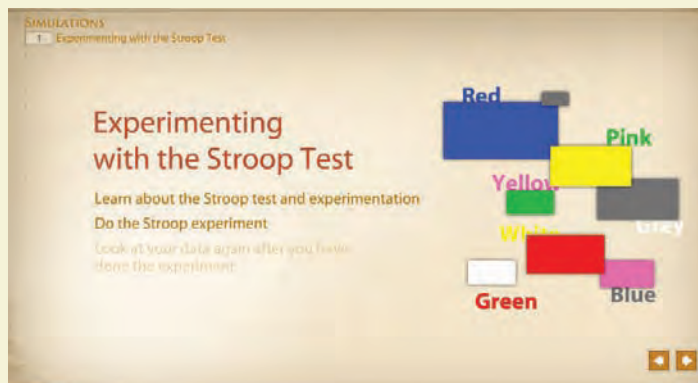 SIMULATIONS
1 Experimenting with the Stroop Test
Experimenting
with the Stroop Test
Learn about the Stroop test and experimentation
Do the Stroop experiment
Look at your data again after you have
done the experiment
Red
Pink
Yellow
Gray
White
Green
Blue